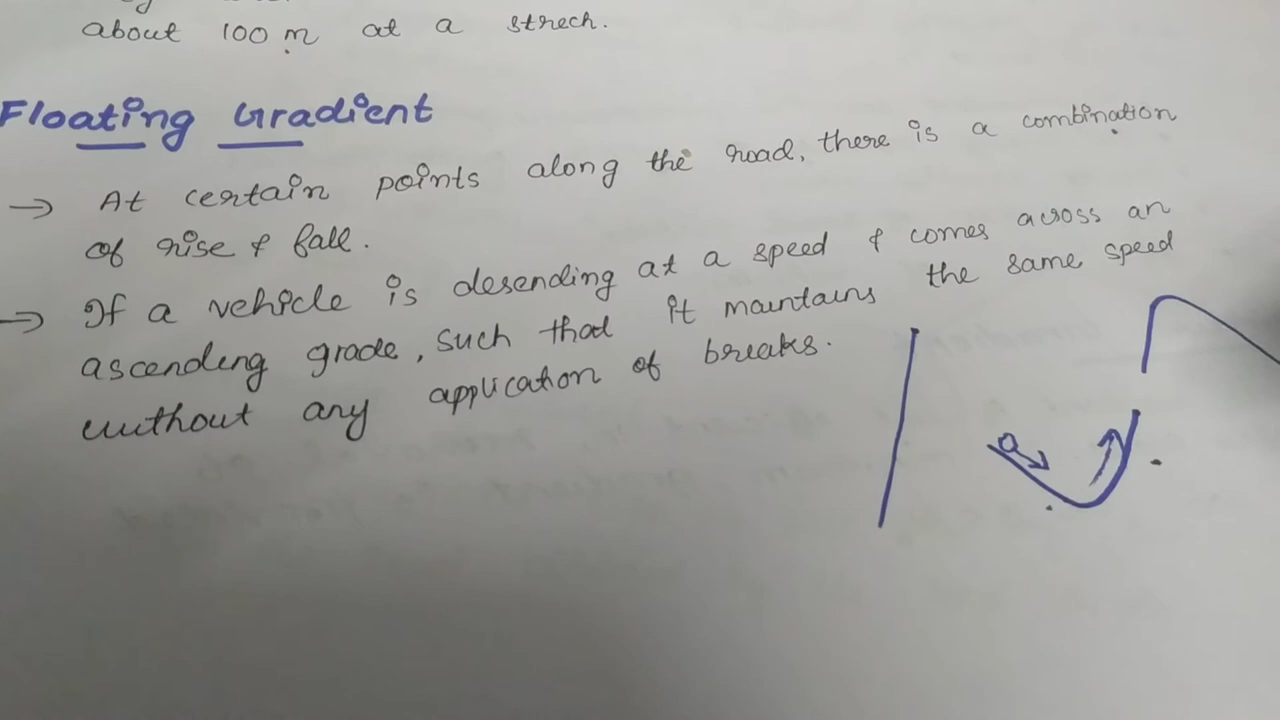 about 100 m at a strech.
Floating Gradient
→ At certain points along the road, there is a combination
of rise & fall.
→ If a vehicle is desending at a speed & comes across an
ascending grade, such that it maintains the same speed
without any application of breaks.